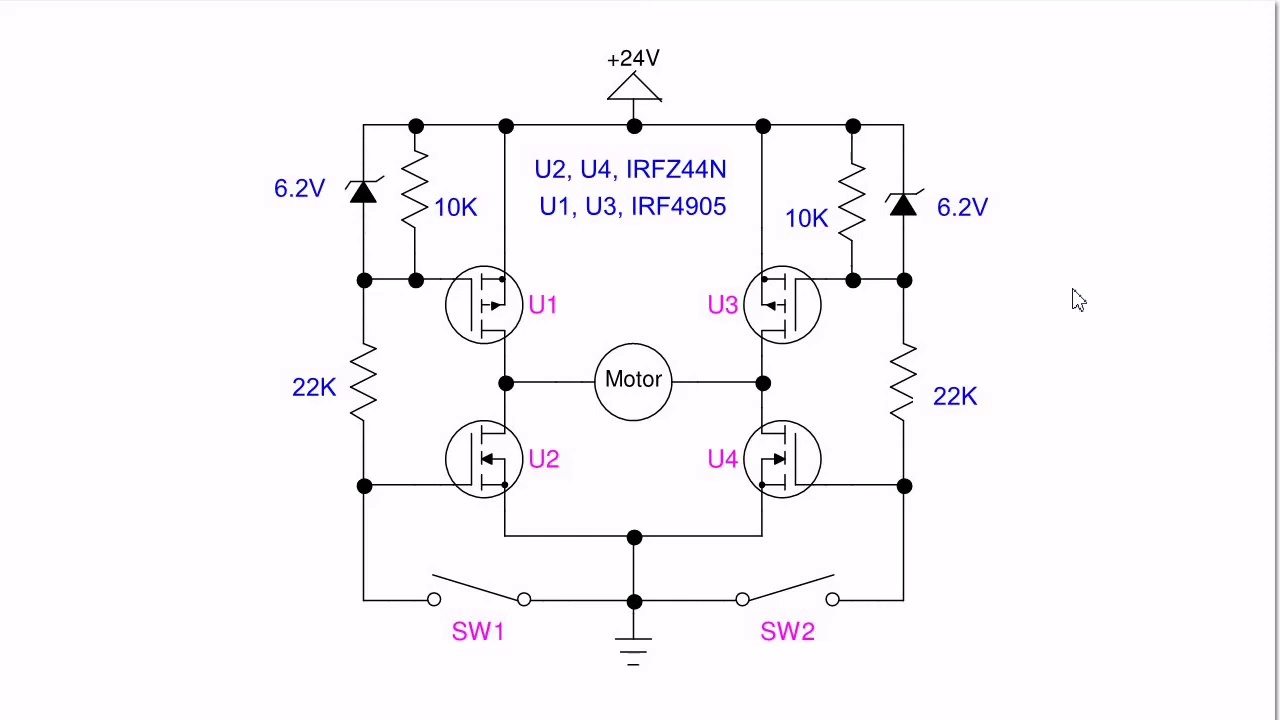 +24V
U2, U4, IRFZ44N
6.2V
U1, U3, IRF4905
10K
10K
6.2V
U1
U3
Motor
22K
22K
U2
U4
SW1
SW2